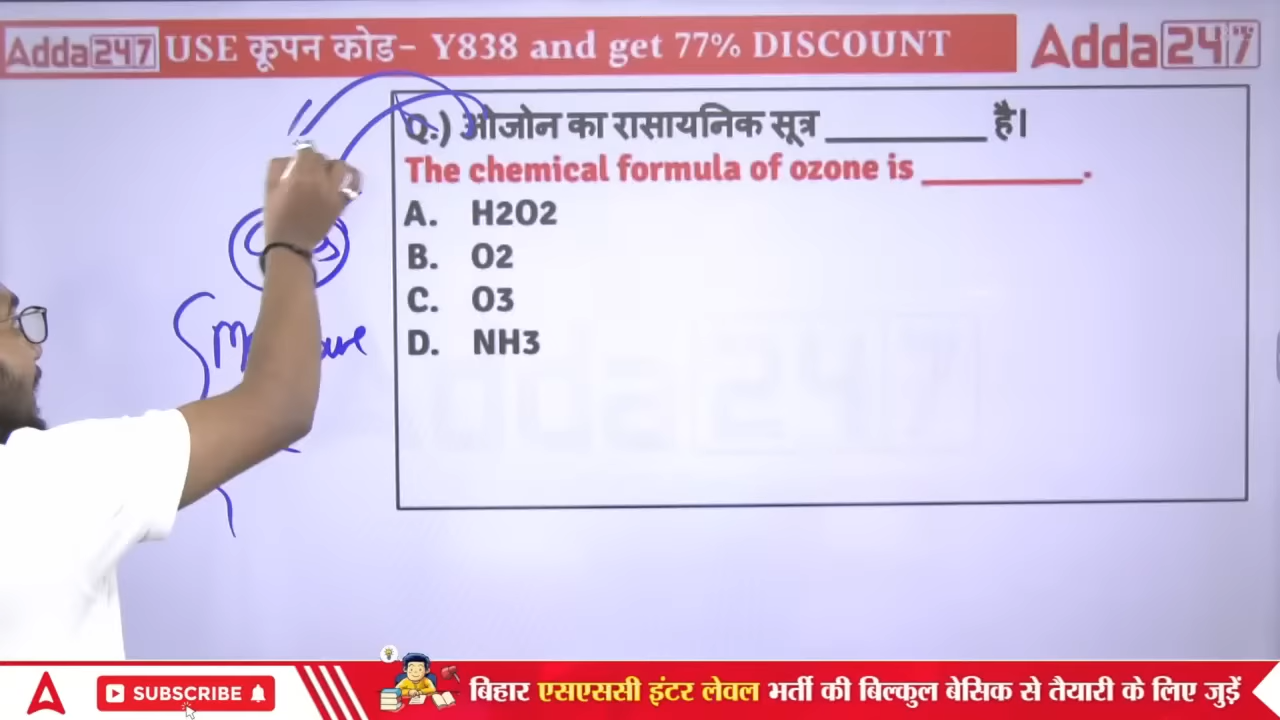 Adda247 USE कूपन कोड- Y838 and get 77% DISCOUNT Adda247
Q.) ओजोन का रासायनिक सूत्र __________ है।
The chemical formula of ozone is __________.
A. H2O2
B. O2
C. O3
D. NH3
SUBSCRIBE
बिहार एसएससी इंटर लेवल भर्ती की बिल्कुल बेसिक से तैयारी के लिए जुड़ें